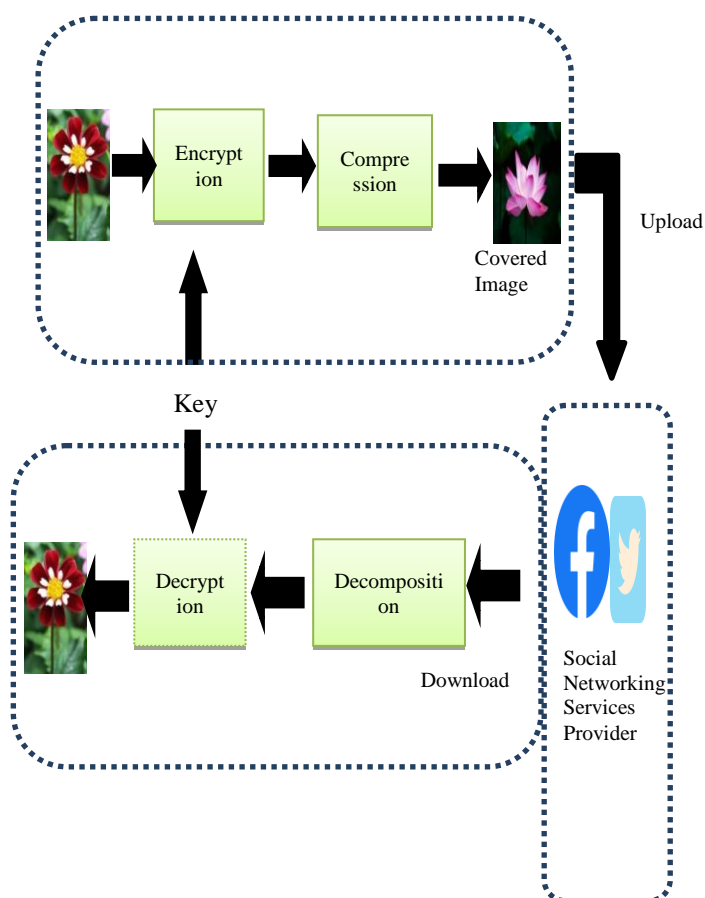 Encrypt
ion
Compre
ssion
Covered
Image
Upload
Key
Decrypt
ion
Decompositi
on
Download
Social
Networking
Services
Provider